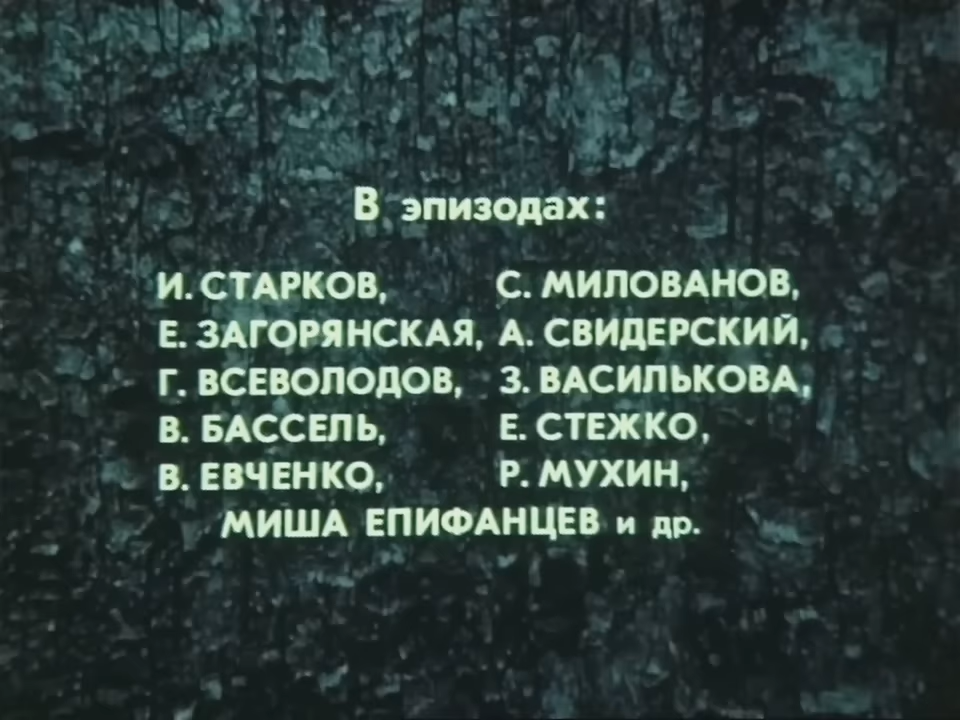 В эпизодах:
И. СТАРКОВ, С. МИЛОВАНОВ,
Е. ЗАГОРЯНСКАЯ, А. СВИДЕРСКИЙ,
Г. ВСЕВОЛОДОВ, З. ВАСИЛЬКОВА,
В. БАССЕЛЬ, Е. СТЕЖКО,
В. ЕВЧЕНКО, Р. МУХИН,
МИША ЕПИФАНЦЕВ и др.